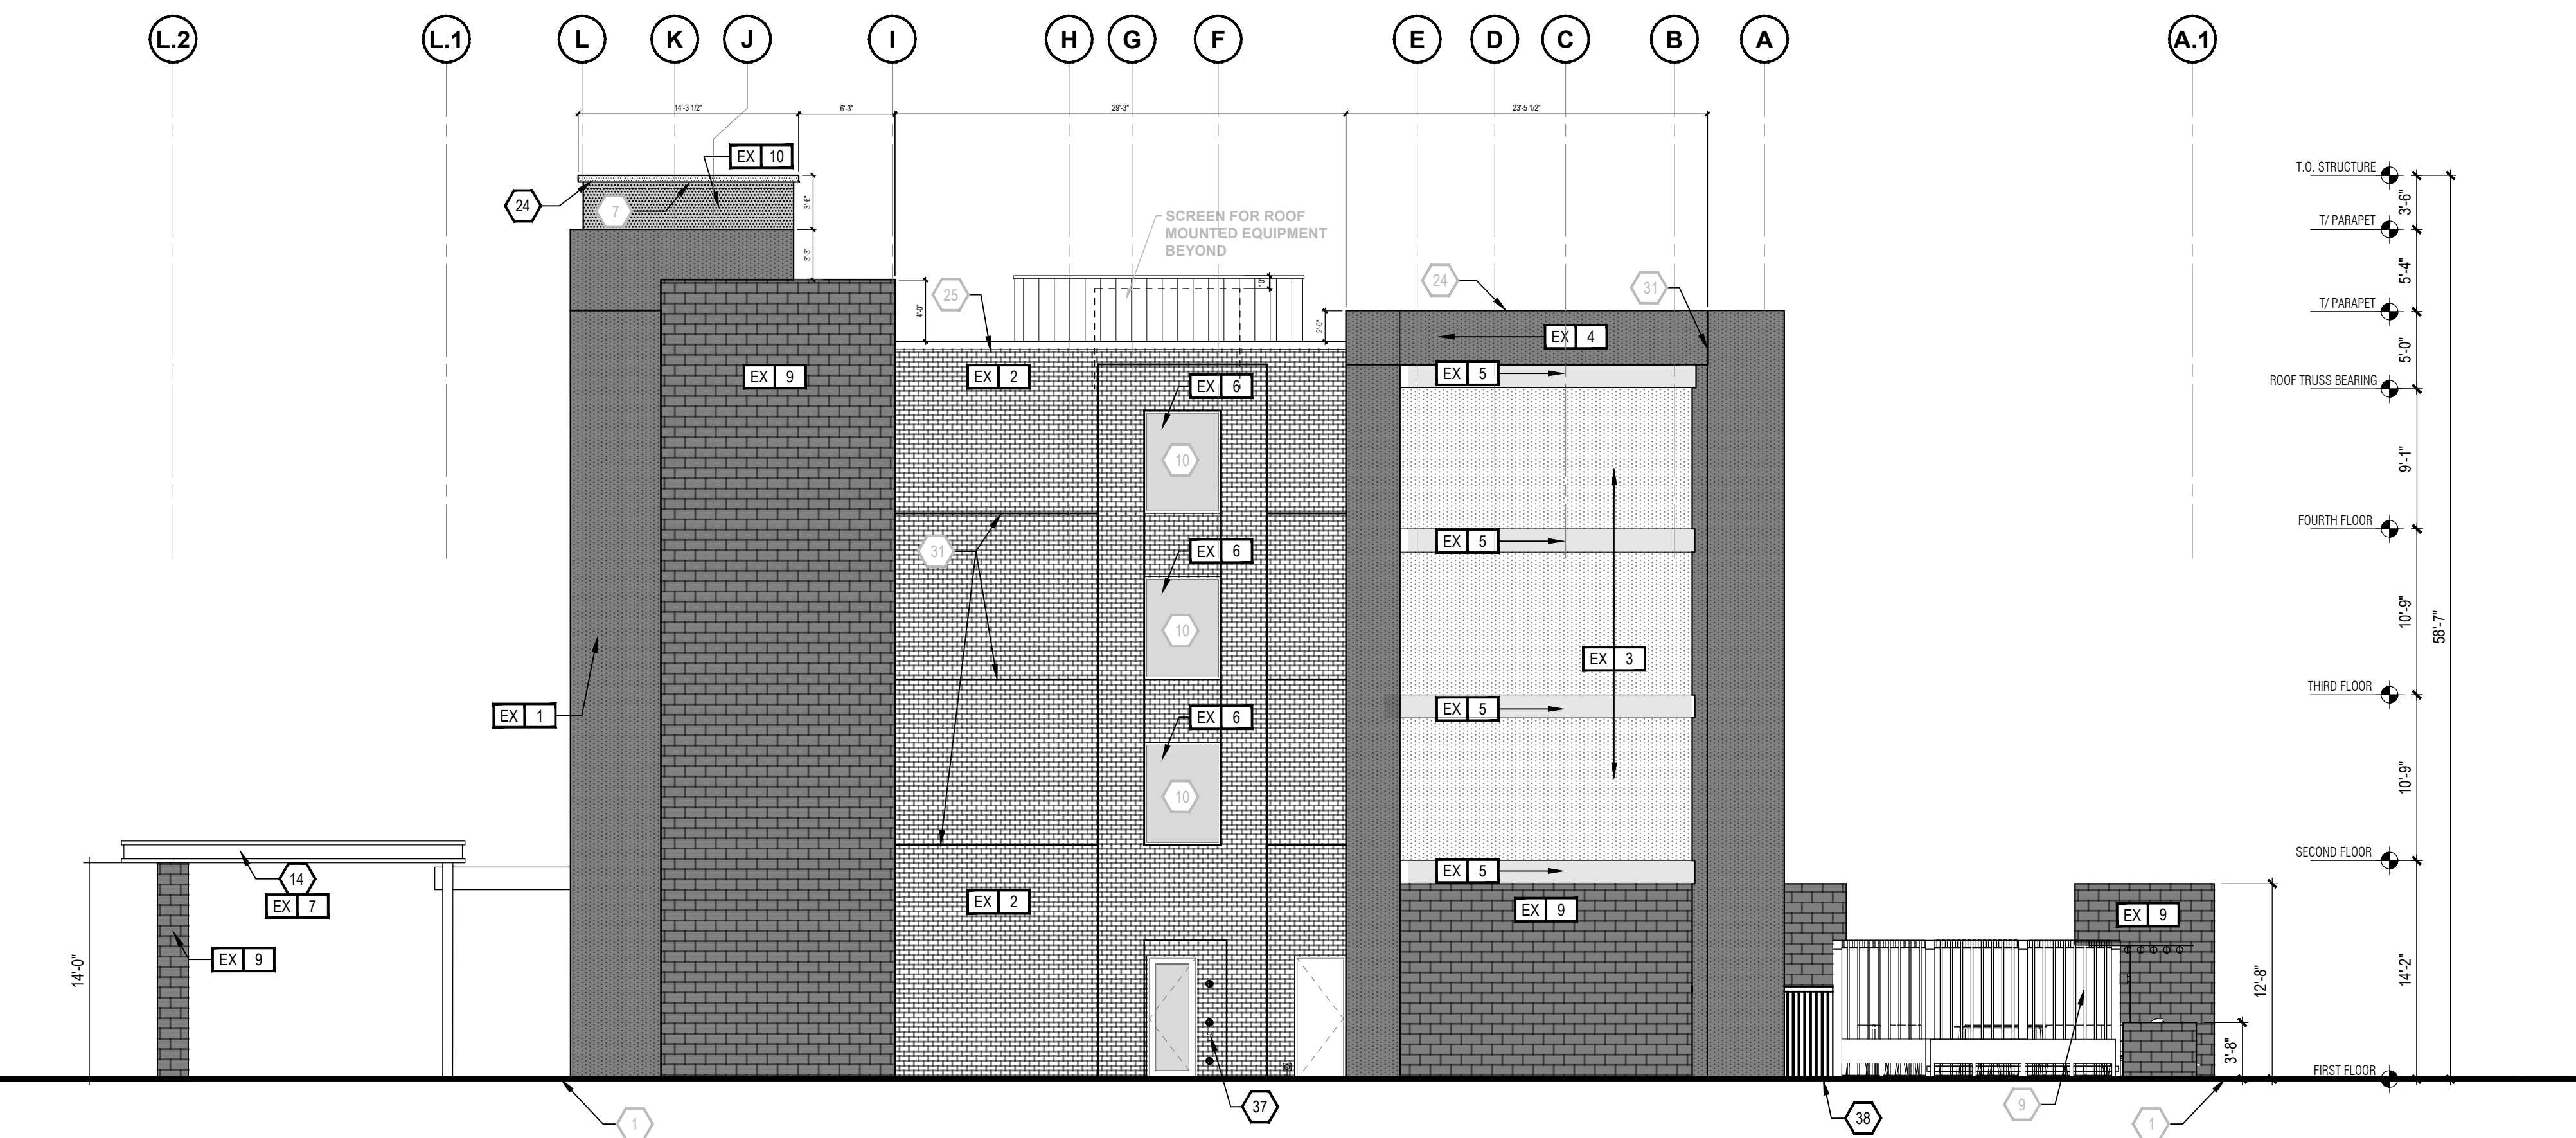 L.2 L.1 L K J I H G F E D C B A A.1
14'-3 1/2" 6'-3" 29'-3" 23'-5 1/2"
EX 10
T.O. STRUCTURE
24
7
3'-6"
3'-6"
SCREEN FOR ROOF
MOUNTED EQUIPMENT
BEYOND
T/ PARAPET
3'-3"
5'-4"
25
10"
24
31
4'-0"
2'-0"
T/ PARAPET
EX 4
5'-0"
EX 9
EX 2
EX 6
EX 5
ROOF TRUSS BEARING
10
9'-1"
FOURTH FLOOR
31
EX 6
EX 5
10
10'-9"
58'-7"
EX 3
THIRD FLOOR
EX 1
EX 6
EX 5
10
10'-9"
SECOND FLOOR
14
EX 7
EX 5
EX 2
EX 9
EX 9
EX 9
14'-0"
12'-8"
14'-2"
3'-8"
FIRST FLOOR
1
37
38
9
1